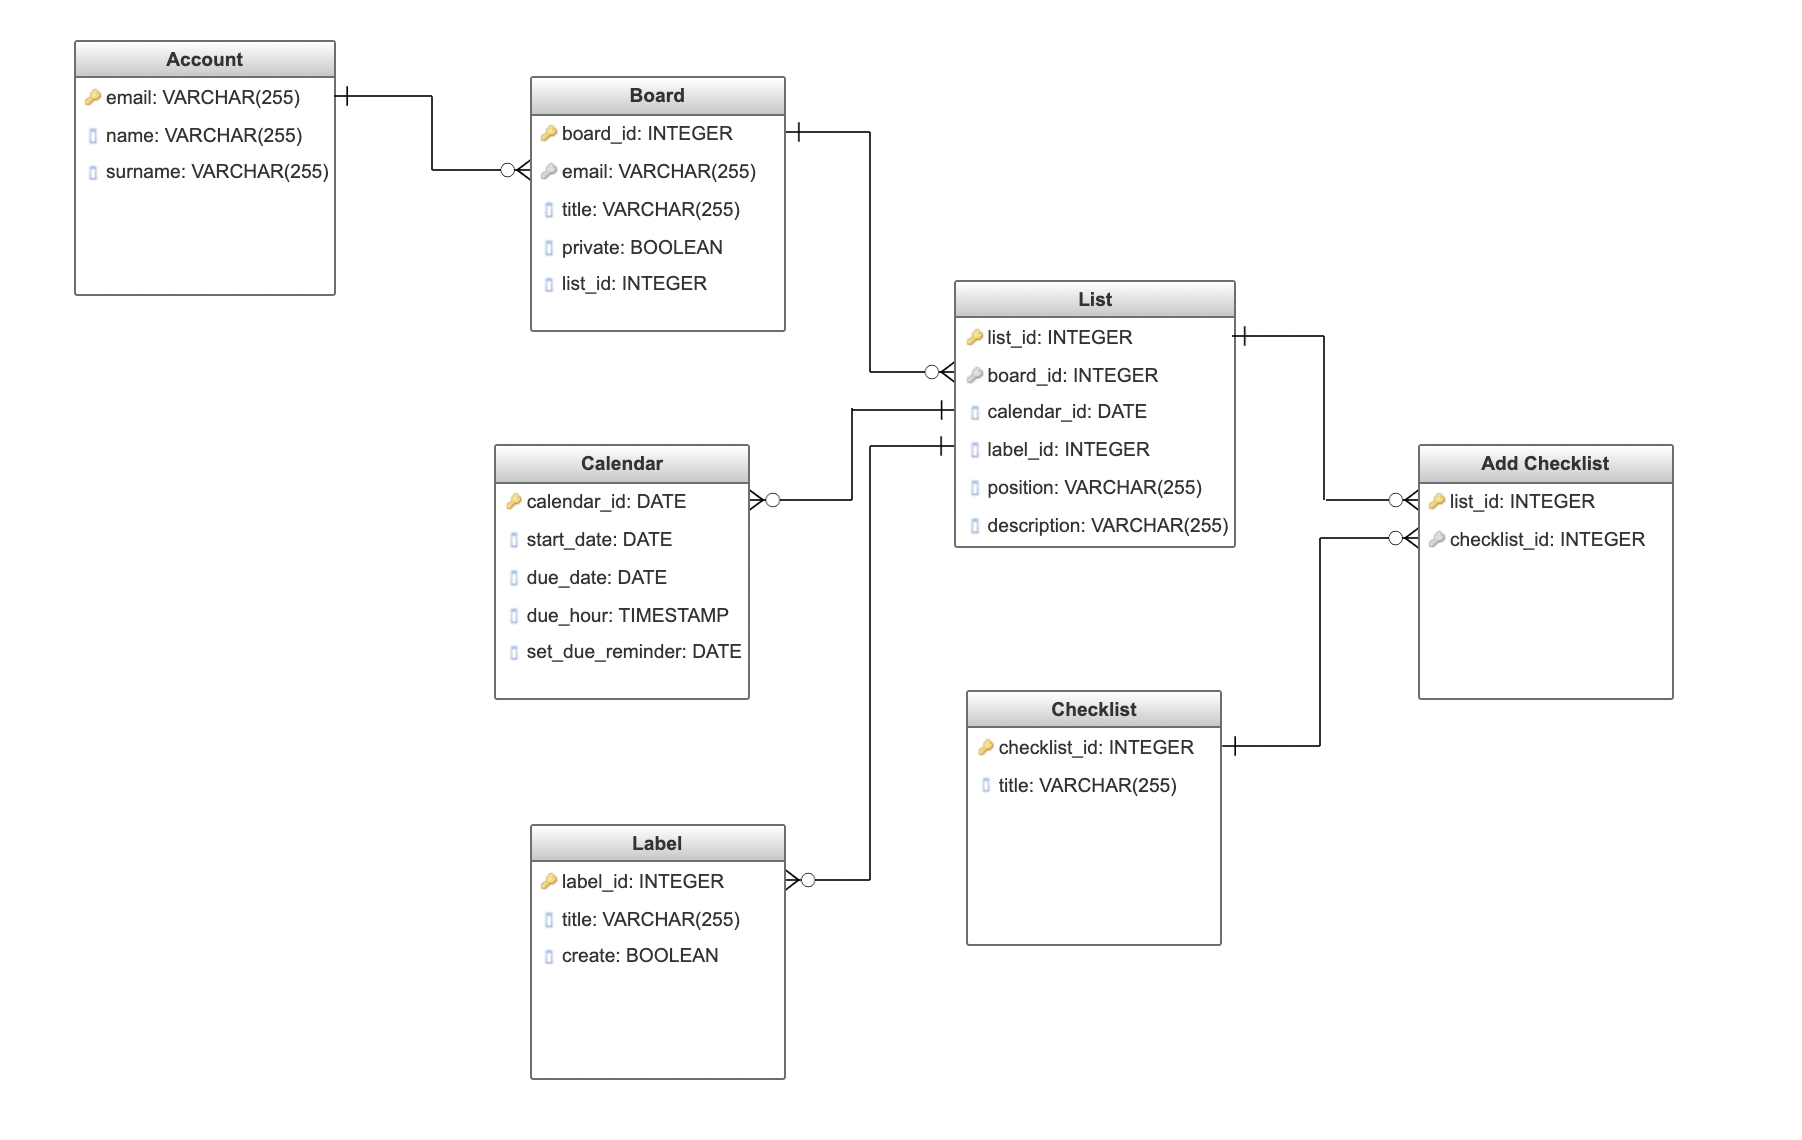 Account
email: VARCHAR(255)
name: VARCHAR(255)
surname: VARCHAR(255)
Board
board_id: INTEGER
email: VARCHAR(255)
title: VARCHAR(255)
private: BOOLEAN
list_id: INTEGER
List
list_id: INTEGER
board_id: INTEGER
calendar_id: DATE
label_id: INTEGER
position: VARCHAR(255)
description: VARCHAR(255)
Calendar
calendar_id: DATE
start_date: DATE
due_date: DATE
due_hour: TIMESTAMP
set_due_reminder: DATE
Add Checklist
list_id: INTEGER
checklist_id: INTEGER
Checklist
checklist_id: INTEGER
title: VARCHAR(255)
Label
label_id: INTEGER
title: VARCHAR(255)
create: BOOLEAN